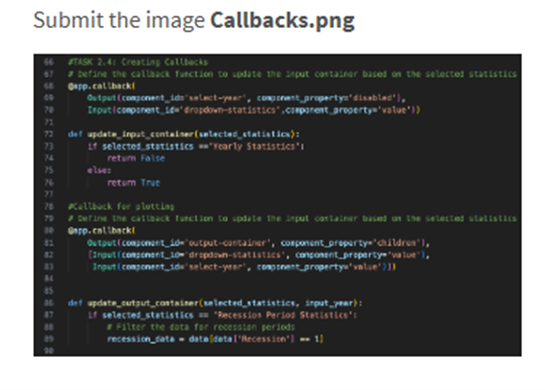 Submit the image Callbacks.png
66 #TASK 2.4: Creating Callbacks
67 # Define the callback function to update the input container based on the selected statistics
68 @app.callback(
69 Output(component_id='select-year', component_property='disabled'),
70 Input(component_id='dropdown-statistics',component_property='value'))
71
72 def update_input_container(selected_statistics):
73 if selected_statistics =='Yearly Statistics':
74 return False
75 else:
76 return True
77
78 #Callback for plotting
79 # Define the callback function to update the input container based on the selected statistics
80 @app.callback(
81 Output(component_id='output-container', component_property='children'),
82 [Input(component_id='dropdown-statistics', component_property='value'),
83 Input(component_id='select-year', component_property='value')])
84
85
86 def update_output_container(selected_statistics, input_year):
87 if selected_statistics == 'Recession Period Statistics':
88 # Filter the data for recession periods
89 recession_data = data[data['Recession'] == 1]
90